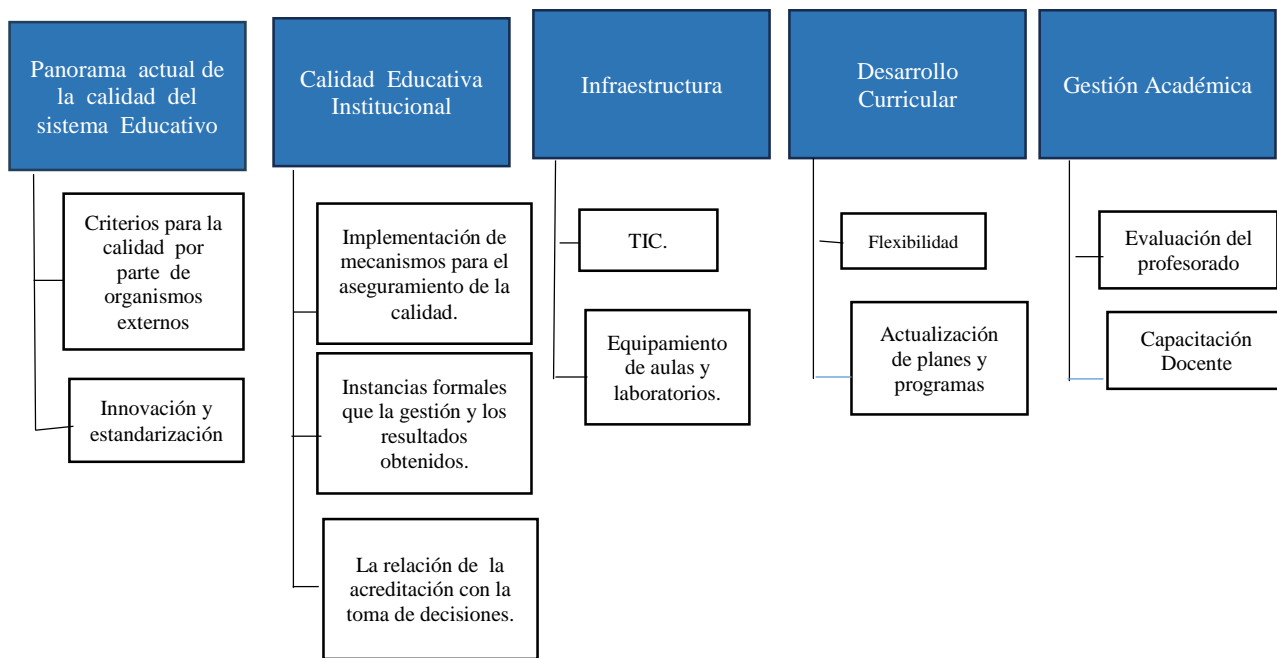 Panorama actual de
la calidad del
sistema Educativo
Criterios para la
calidad por
parte de
organismos
externos
Innovación y
estandarización
Calidad Educativa
Institucional
Implementación de
mecanismos para el
aseguramiento de la
calidad.
Instancias formales
que la gestión y los
resultados
obtenidos.
La relación de la
acreditación con la
toma de decisiones.
Infraestructura
TIC.
Equipamiento
de aulas y
laboratorios.
Desarrollo
Curricular
Flexibilidad
Actualización
de planes y
programas
Gestión Académica
Evaluación del
profesorado
Capacitación
Docente